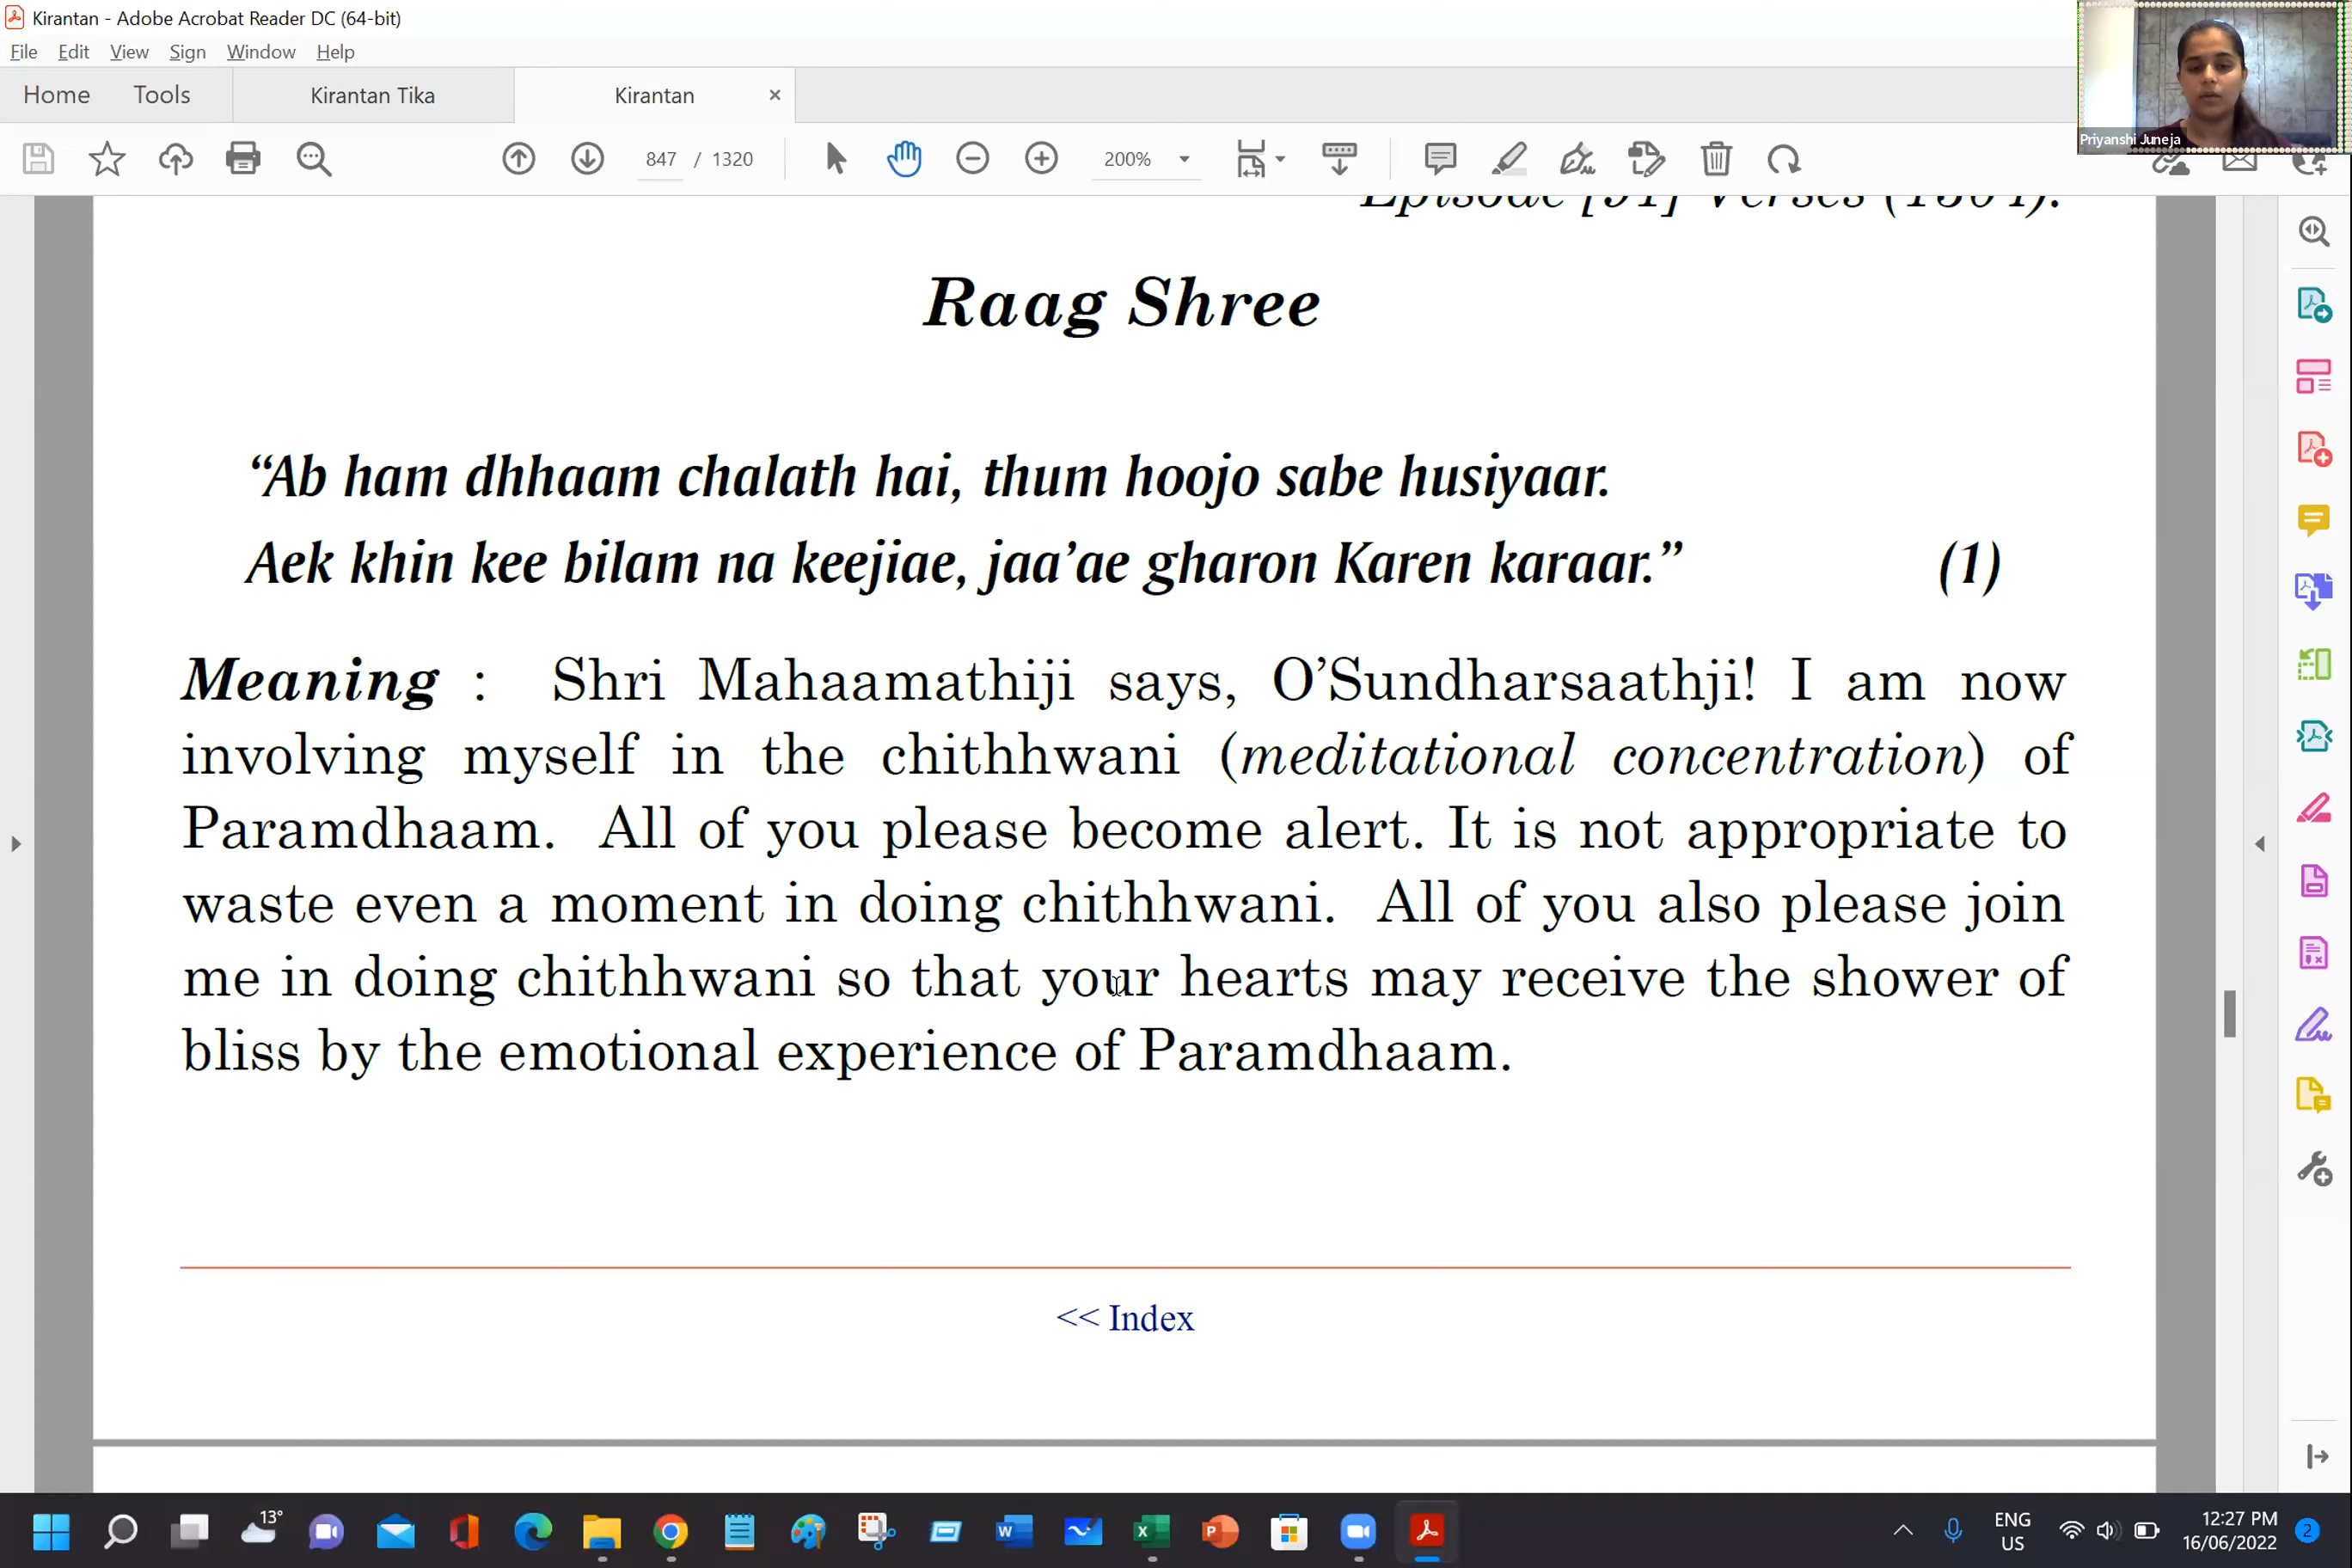 Kirantan - Adobe Acrobat Reader DC (64-bit)
File Edit View Sign Window Help
Home Tools Kirantan Tika Kirantan ×
847 / 1320 200%
Priyanshi Juneja
Episode [91] Verses (1304).
Raag Shree
“Ab ham dhhaam chalath hai, thum hoojo sabe husiyaar.
Aek khin kee bilam na keejiae, jaa’ae gharon Karen karaar.” (1)
Meaning : Shri Mahaamathiji says, O’Sundharsaathji! I am now
involving myself in the chithhwani (meditational concentration) of
Paramdhaam. All of you please become alert. It is not appropriate to
waste even a moment in doing chithhwani. All of you also please join
me in doing chithhwani so that your hearts may receive the shower of
bliss by the emotional experience of Paramdhaam.
<< Index
13°
ENG
US
12:27 PM
16/06/2022
2